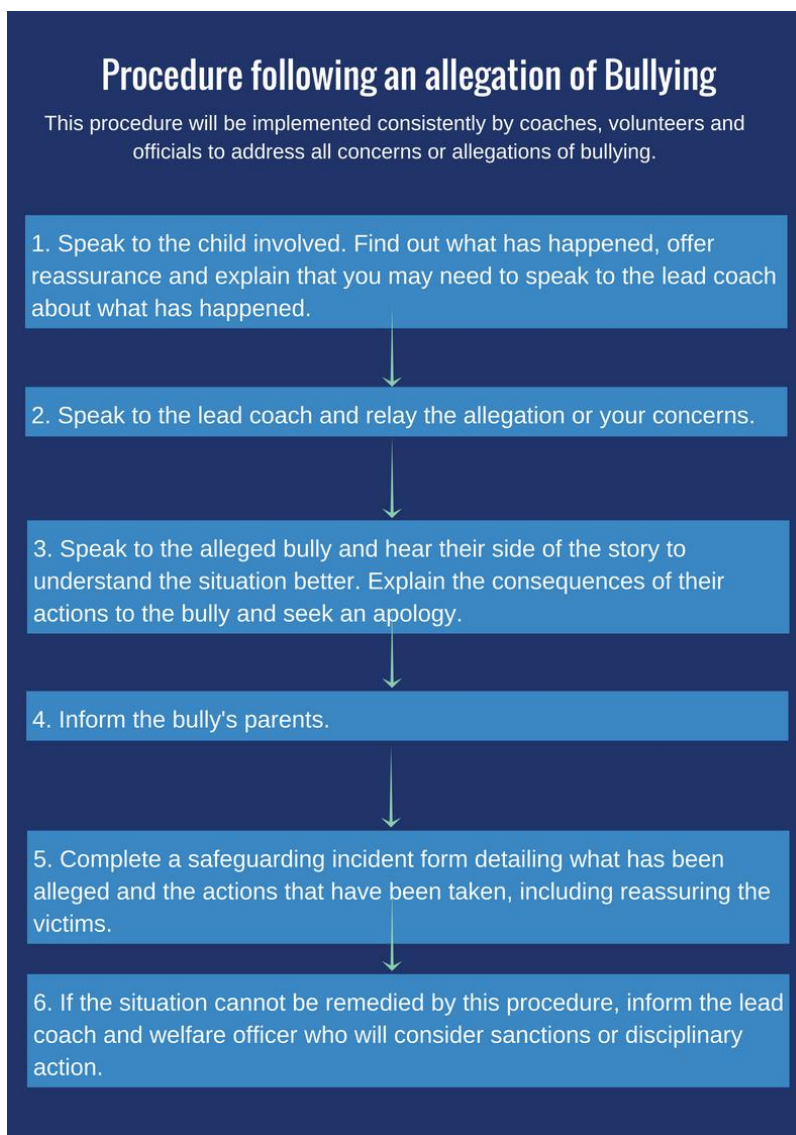 Procedure following an allegation of Bullying
This procedure will be implemented consistently by coaches, volunteers and
officials to address all concerns or allegations of bullying.
1. Speak to the child involved. Find out what has happened, offer
reassurance and explain that you may need to speak to the lead coach
about what has happened.
2. Speak to the lead coach and relay the allegation or your concerns.
3. Speak to the alleged bully and hear their side of the story to
understand the situation better. Explain the consequences of their
actions to the bully and seek an apology.
4. Inform the bully's parents.
5. Complete a safeguarding incident form detailing what has been
alleged and the actions that have been taken, including reassuring the
victims.
6. If the situation cannot be remedied by this procedure, inform the lead
coach and welfare officer who will consider sanctions or disciplinary
action.